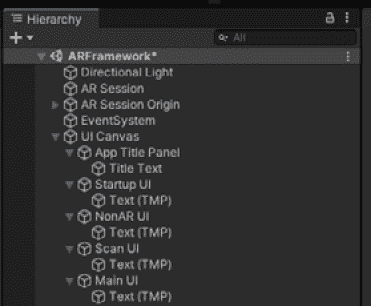 Hierarchy
All
ARFramework*
Directional Light
AR Session
AR Session Origin
EventSystem
UI Canvas
App Title Panel
Title Text
Startup UI
Text (TMP)
NonAR UI
Text (TMP)
Scan UI
Text (TMP)
Main UI
Text (TMP)